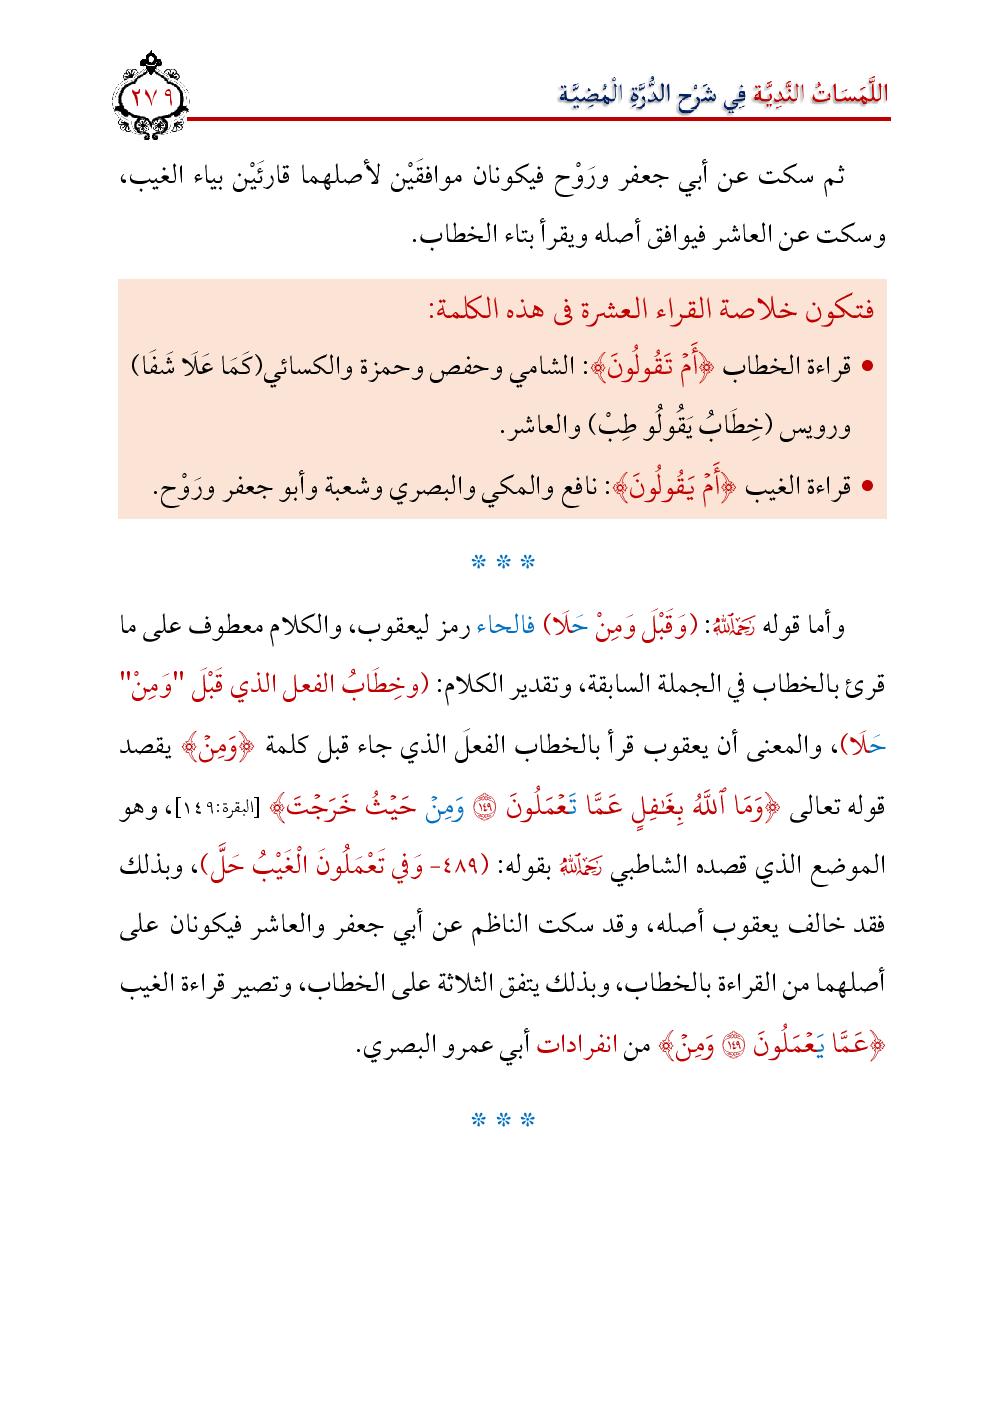 اللَّمَسَاتُ النَّدِيَّة فِي شَرْحِ الدُّرَّةِ الْمُضِيَّة
٢٧٩
ثم سكت عن أبي جعفر ورَوْح فيكونان موافقَيْن لأصلهما قارئَيْن بياء الغيب،
وسكت عن العاشر فيوافق أصله ويقرأ بتاء الخطاب.
فتكون خلاصة القراء العشرة فى هذه الكلمة:
• قراءة الخطاب ﴿أَمۡ تَقُولُونَ﴾: الشامي وحفص وحمزة والكسائي(كَمَا عَلَا شَفَا)
ورويس (خِطَابُ يَقُولُو طِبْ) والعاشر.
• قراءة الغيب ﴿أَمۡ يَقُولُونَ﴾: نافع والمكي والبصري وشعبة وأبو جعفر ورَوْح.
* * *
وأما قوله رَحِمَهُ ٱللَّهُ: (وَقَبْلَ وَمِنْ حَلَا) فالحاء رمز ليعقوب، والكلام معطوف على ما
قرئ بالخطاب في الجملة السابقة، وتقدير الكلام: (وخِطَابُ الفعل الذي قَبْلَ "وَمِنْ"
حَلَا)، والمعنى أن يعقوب قرأ بالخطاب الفعلَ الذي جاء قبل كلمة ﴿وَمِنۡ﴾ يقصد
قوله تعالى ﴿وَمَا ٱللَّهُ بِغَٰفِلٍ عَمَّا تَعۡمَلُونَ ١٤٩ وَمِنۡ حَيۡثُ خَرَجۡتَ﴾ [البقرة:١٤٩]، وهو
الموضع الذي قصده الشاطبي رَحِمَهُ ٱللَّهُ بقوله: (٤٨٩- وَفي تَعْمَلُونَ الْغَيْبُ حَلَّ)، وبذلك
فقد خالف يعقوب أصله، وقد سكت الناظم عن أبي جعفر والعاشر فيكونان على
أصلهما من القراءة بالخطاب، وبذلك يتفق الثلاثة على الخطاب، وتصير قراءة الغيب
﴿عَمَّا يَعۡمَلُونَ ١٤٩ وَمِنۡ﴾ من انفرادات أبي عمرو البصري.
* * *